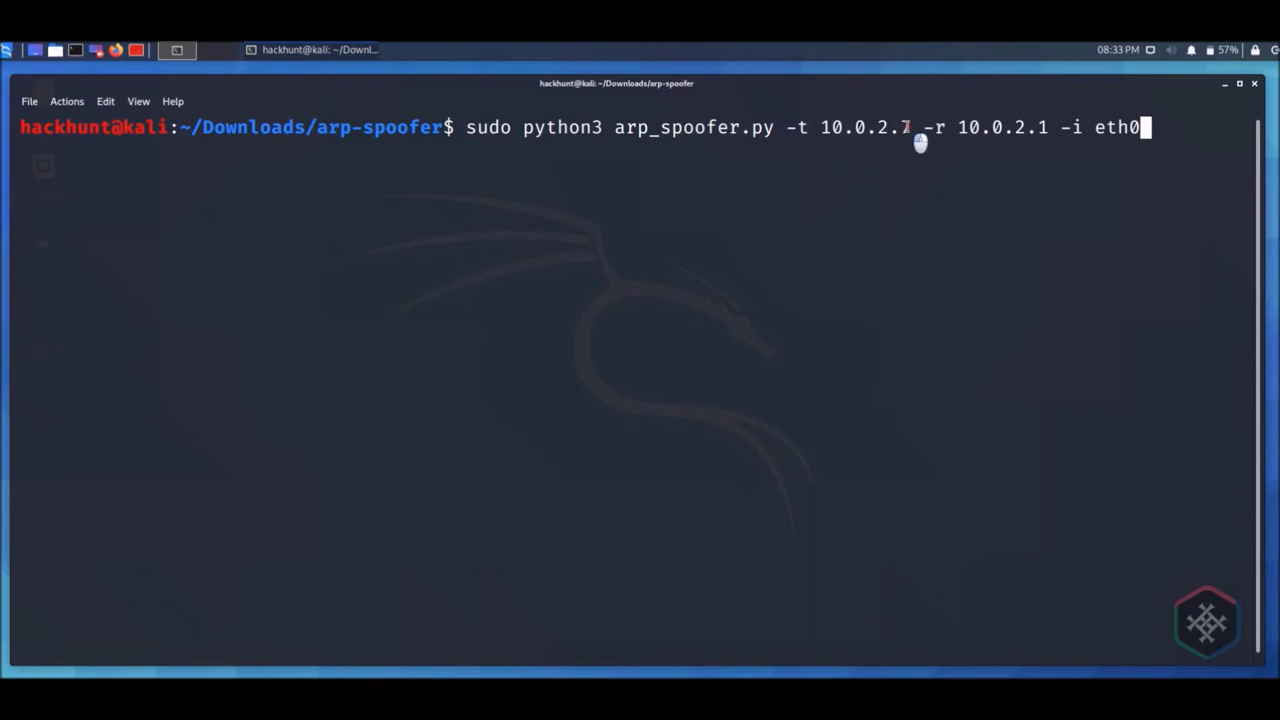 hackhunt@kali: ~/Downl...
08:33 PM
57%
hackhunt@kali: ~/Downloads/arp-spoofer
File Actions Edit View Help
hackhunt@kali:~/Downloads/arp-spoofer$ sudo python3 arp_spoofer.py -t 10.0.2.7 -r 10.0.2.1 -i eth0